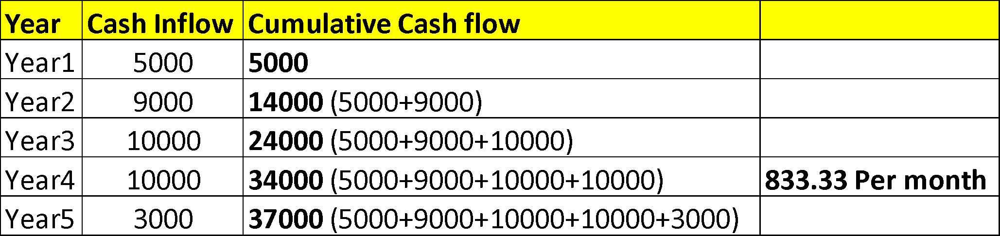 Year Cash Inflow Cumulative Cash flow
Year1 5000 5000
Year2 9000 14000 (5000+9000)
Year3 10000 24000 (5000+9000+10000)
Year4 10000 34000 (5000+9000+10000+10000) 833.33 Per month
Year5 3000 37000 (5000+9000+10000+10000+3000)